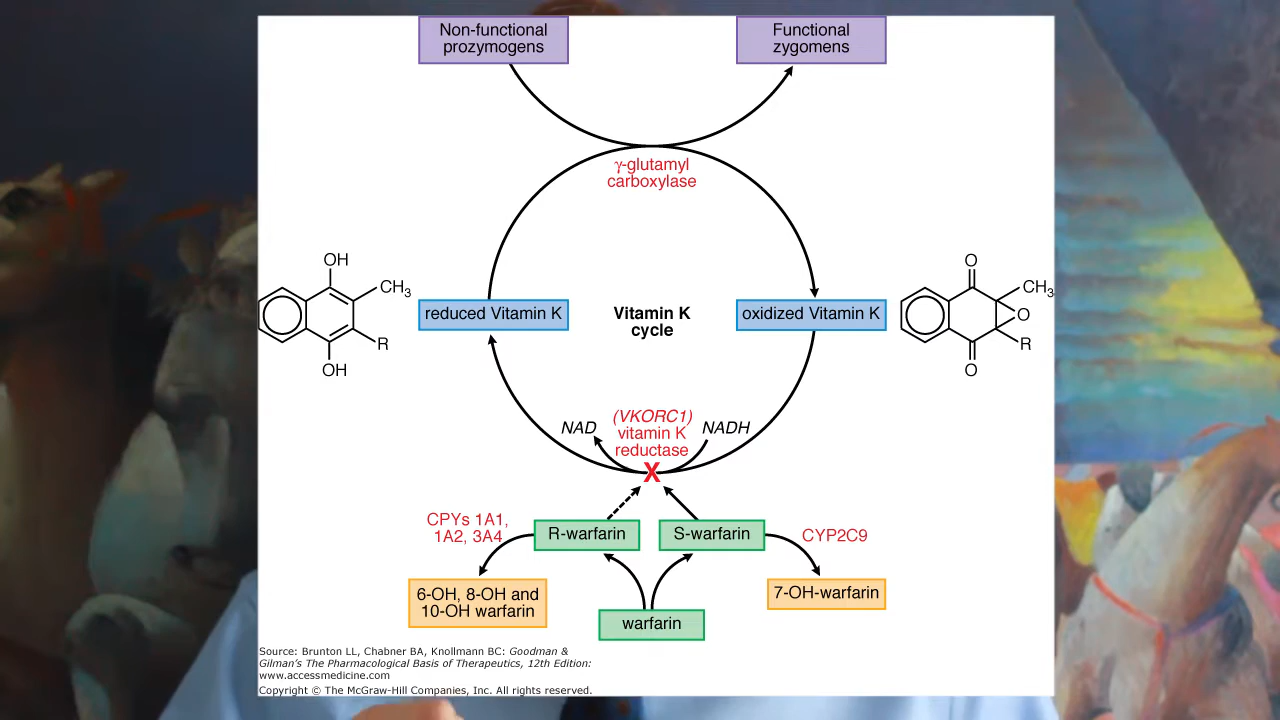 Non-functional
prozymogens
Functional
zygomens
γ-glutamyl
carboxylase
OH
CH3
R
OH
reduced Vitamin K
Vitamin K
cycle
oxidized Vitamin K
O
CH3
O
R
O
NAD
(VKORC1)
vitamin K
reductase
NADH
X
CPYs 1A1,
1A2, 3A4
R-warfarin
S-warfarin
CYP2C9
6-OH, 8-OH and
10-OH warfarin
7-OH-warfarin
warfarin
Source: Brunton LL, Chabner BA, Knollmann BC: Goodman &
Gilman's The Pharmacological Basis of Therapeutics, 12th Edition:
www.accessmedicine.com
Copyright © The McGraw-Hill Companies, Inc. All rights reserved.